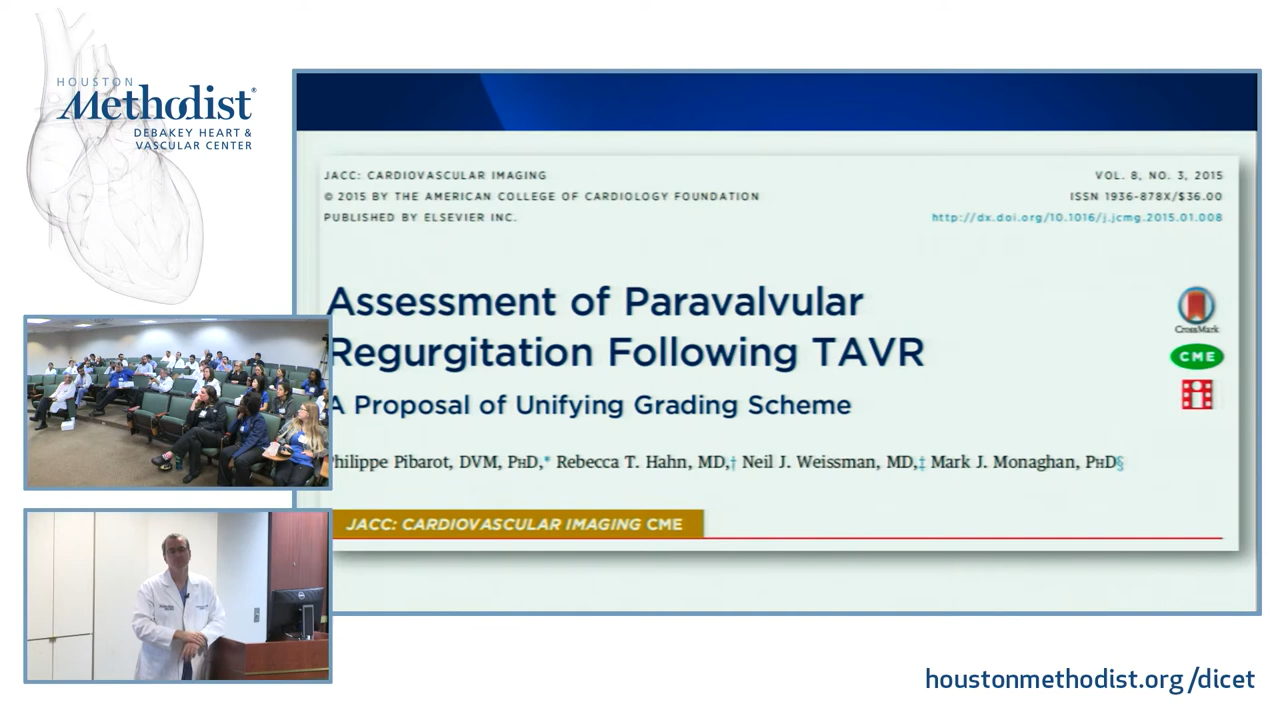 HOUSTON
Methodist®
DEBAKEY HEART &
VASCULAR CENTER
JACC: CARDIOVASCULAR IMAGING
© 2015 BY THE AMERICAN COLLEGE OF CARDIOLOGY FOUNDATION
PUBLISHED BY ELSEVIER INC.
VOL. 8, NO. 3, 2015
ISSN 1936-878X/$36.00
http://dx.doi.org/10.1016/j.jcmg.2015.01.008
Assessment of Paravalvular
Regurgitation Following TAVR
A Proposal of Unifying Grading Scheme
CrossMark
CME
hilippe Pibarot, DVM, PHD,* Rebecca T. Hahn, MD,† Neil J. Weissman, MD,‡ Mark J. Monaghan, PHD§
JACC: CARDIOVASCULAR IMAGING CME
houstonmethodist.org/dicet